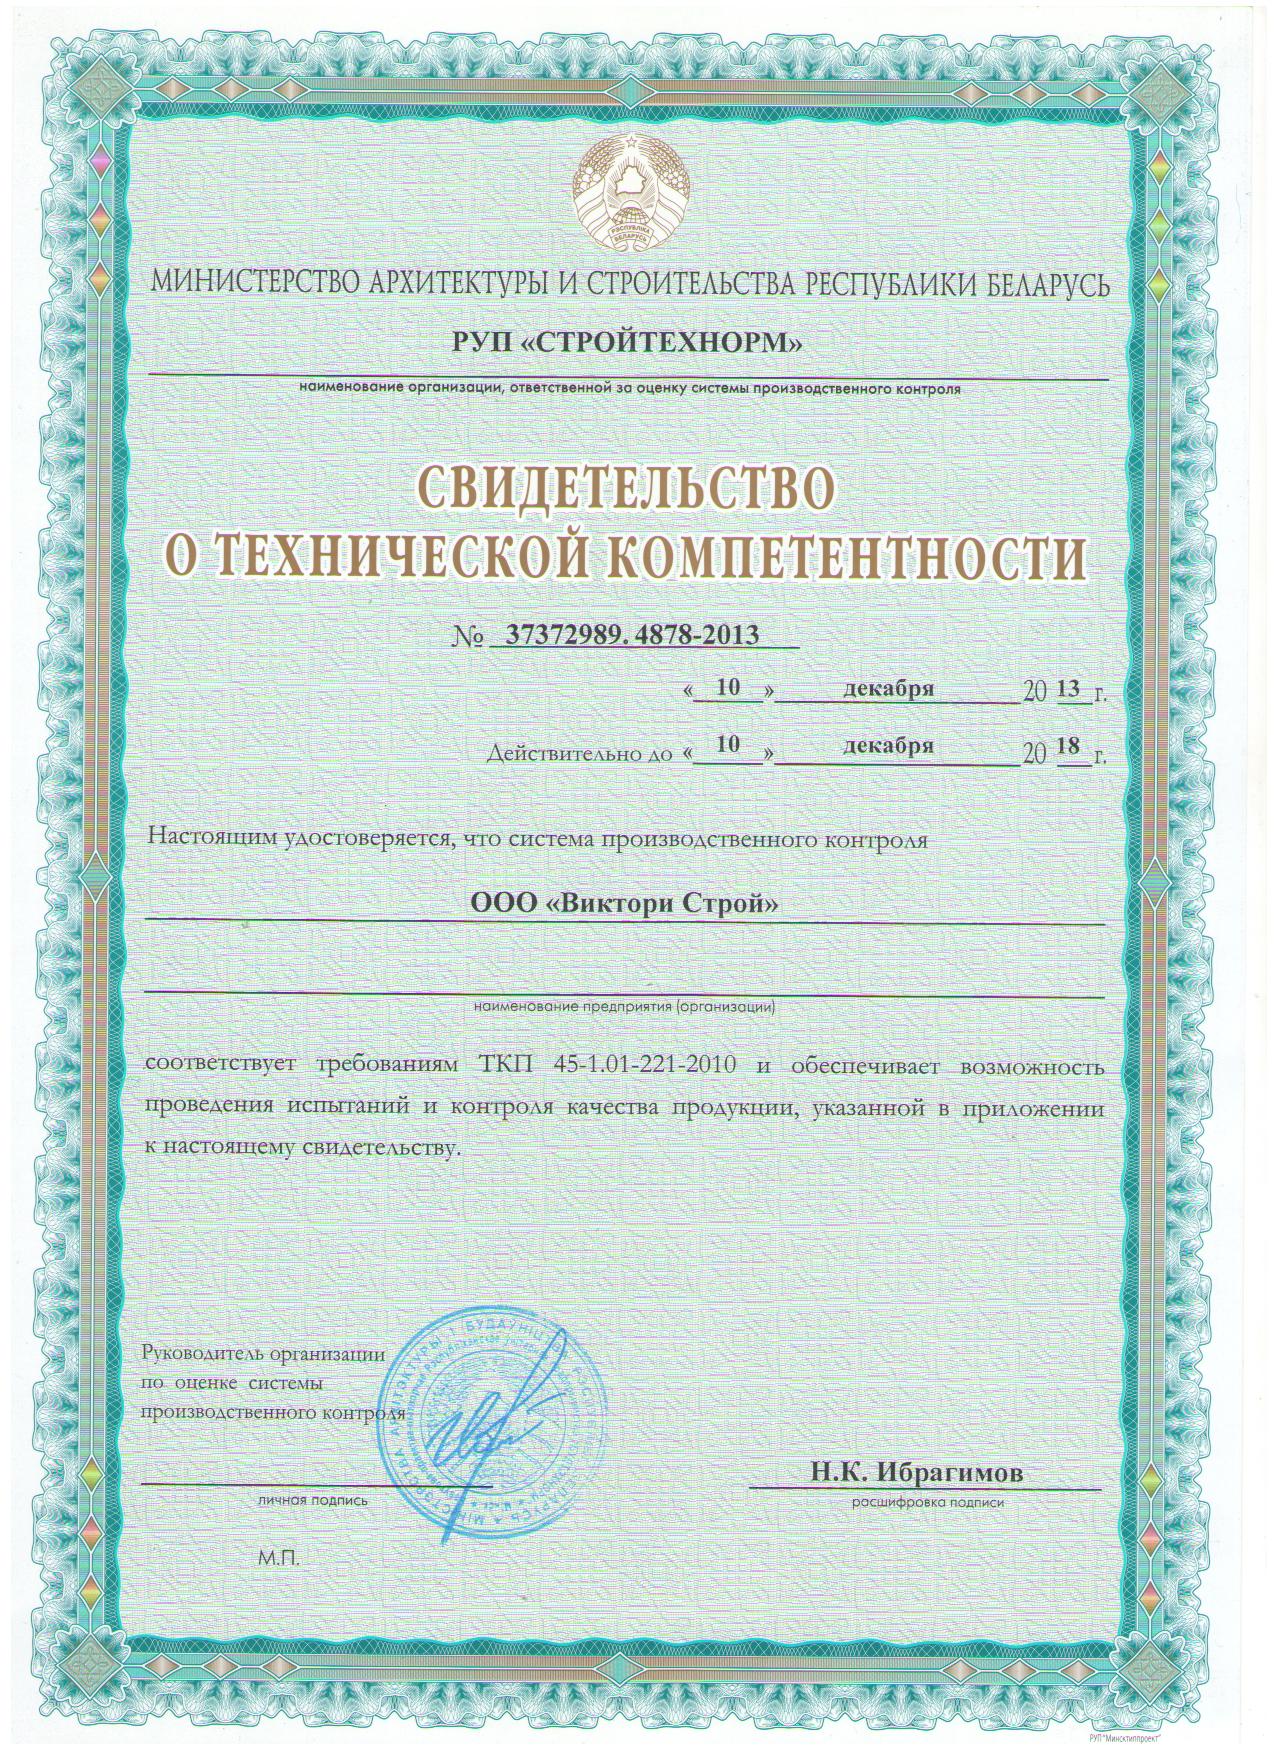 РЭСПУБЛІКА
БЕЛАРУСЬ
МИНИСТЕРСТВО АРХИТЕКТУРЫ И СТРОИТЕЛЬСТВА РЕСПУБЛИКИ БЕЛАРУСЬ
РУП «СТРОЙТЕХНОРМ»
наименование организации, ответственной за оценку системы производственного контроля
СВИДЕТЕЛЬСТВО
О ТЕХНИЧЕСКОЙ КОМПЕТЕНТНОСТИ
№ 37372989. 4878-2013
« 10 » декабря 20 13 г.
Действительно до « 10 » декабря 20 18 г.
Настоящим удостоверяется, что система производственного контроля
ООО «Виктори Строй»
наименование предприятия (организации)
соответствует требованиям ТКП 45-1.01-221-2010 и обеспечивает возможность
проведения испытаний и контроля качества продукции, указанной в приложении
к настоящему свидетельству.
Руководитель организации
по оценке системы
производственного контроля
Н.К. Ибрагимов
личная подпись
расшифровка подписи
М.П.
РУП "Минсктиппроект"